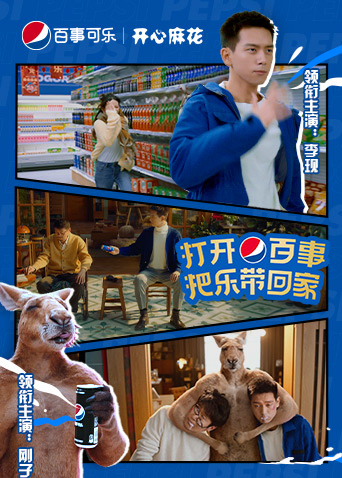 百事可乐 | 开心麻花
领衔主演：李现
打开百事
把乐带回家
领衔主演：刚子